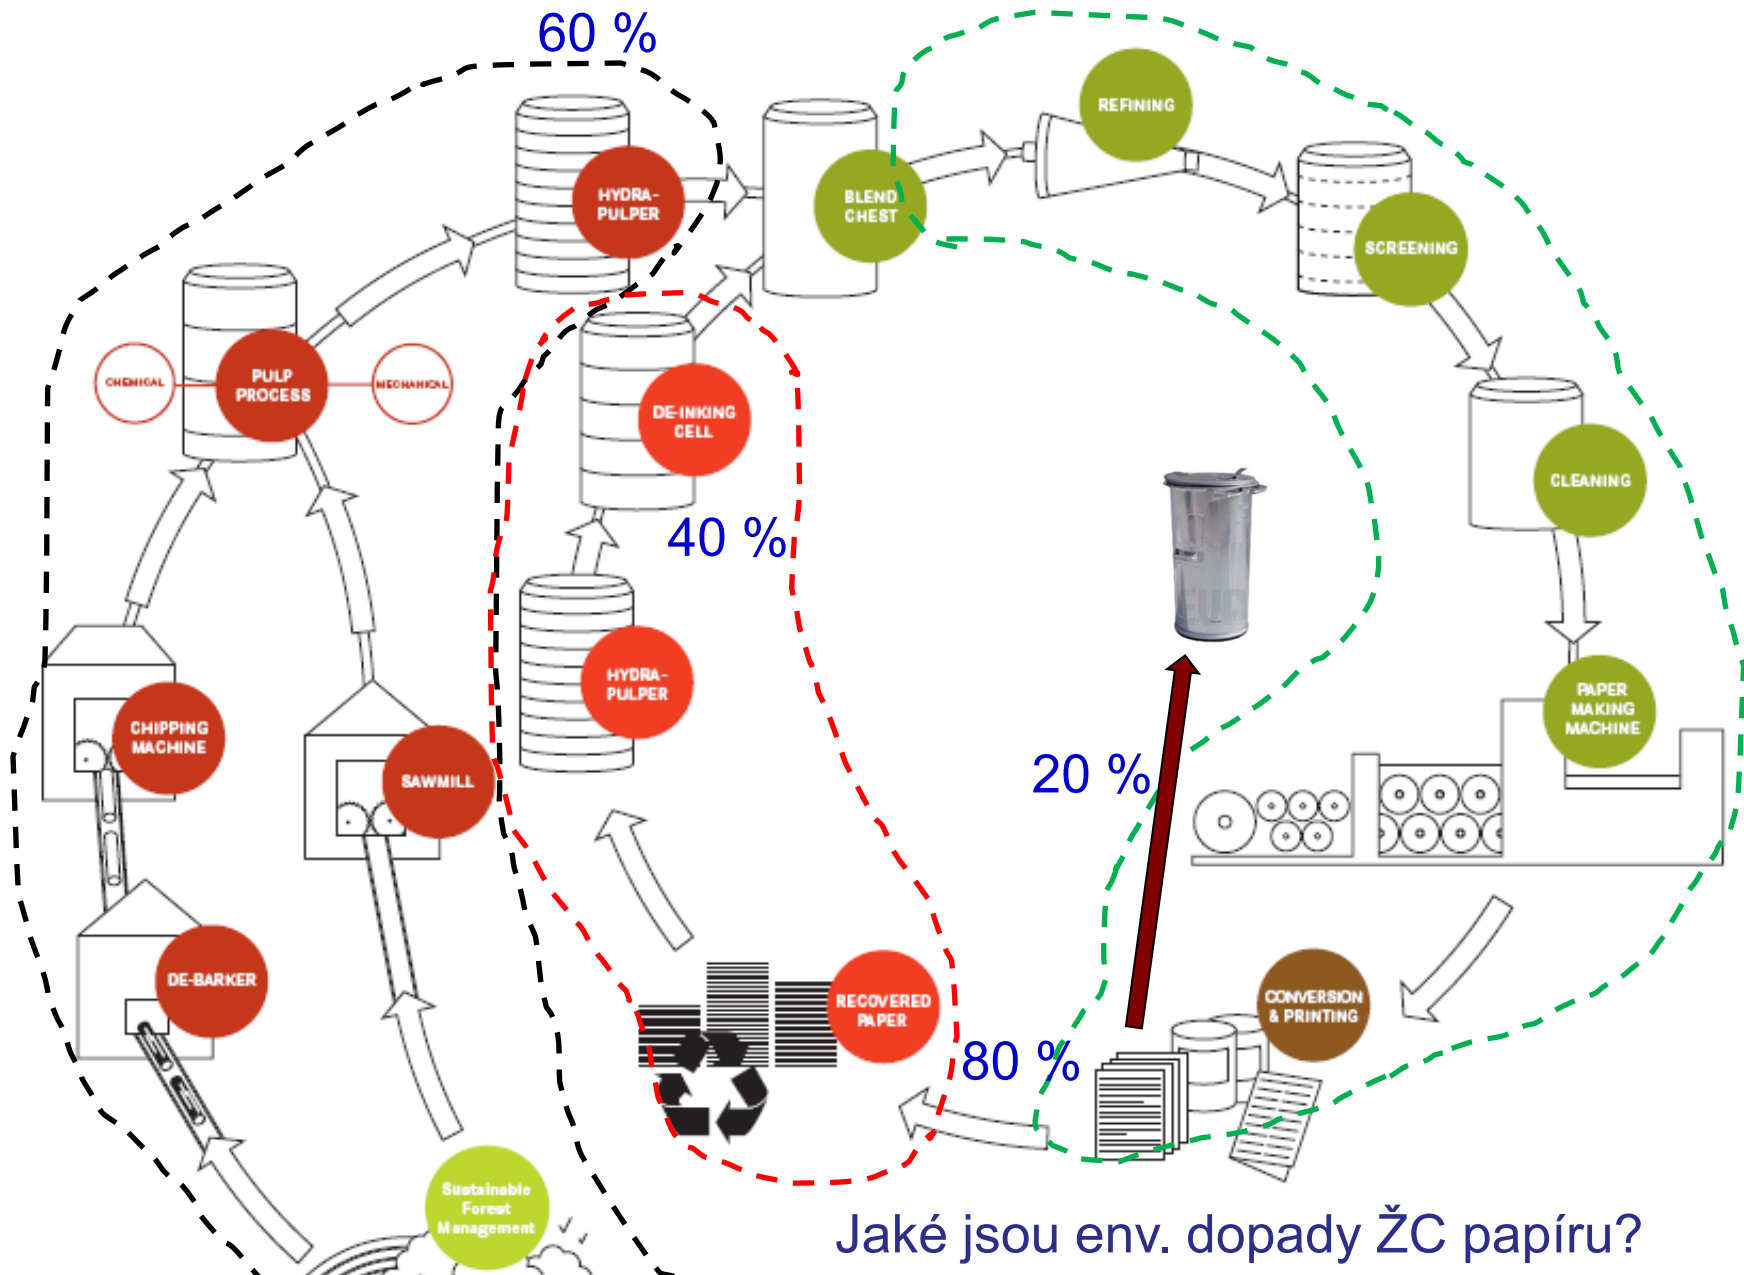 60 %
REFINING
HYDRA-
PULPER
BLEND
CHEST
SCREENING
CHEMICAL
PULP
PROCESS
MECHANICAL
DE-INKING
CELL
40 %
CLEANING
HYDRA-
PULPER
PAPER
MAKING
MACHINE
CHIPPING
MACHINE
SAWMILL
20 %
DE-BARKER
RECOVERED
PAPER
CONVERSION
& PRINTING
80 %
Sustainable
Forest
Management
Jaké jsou env. dopady ŽC papíru?